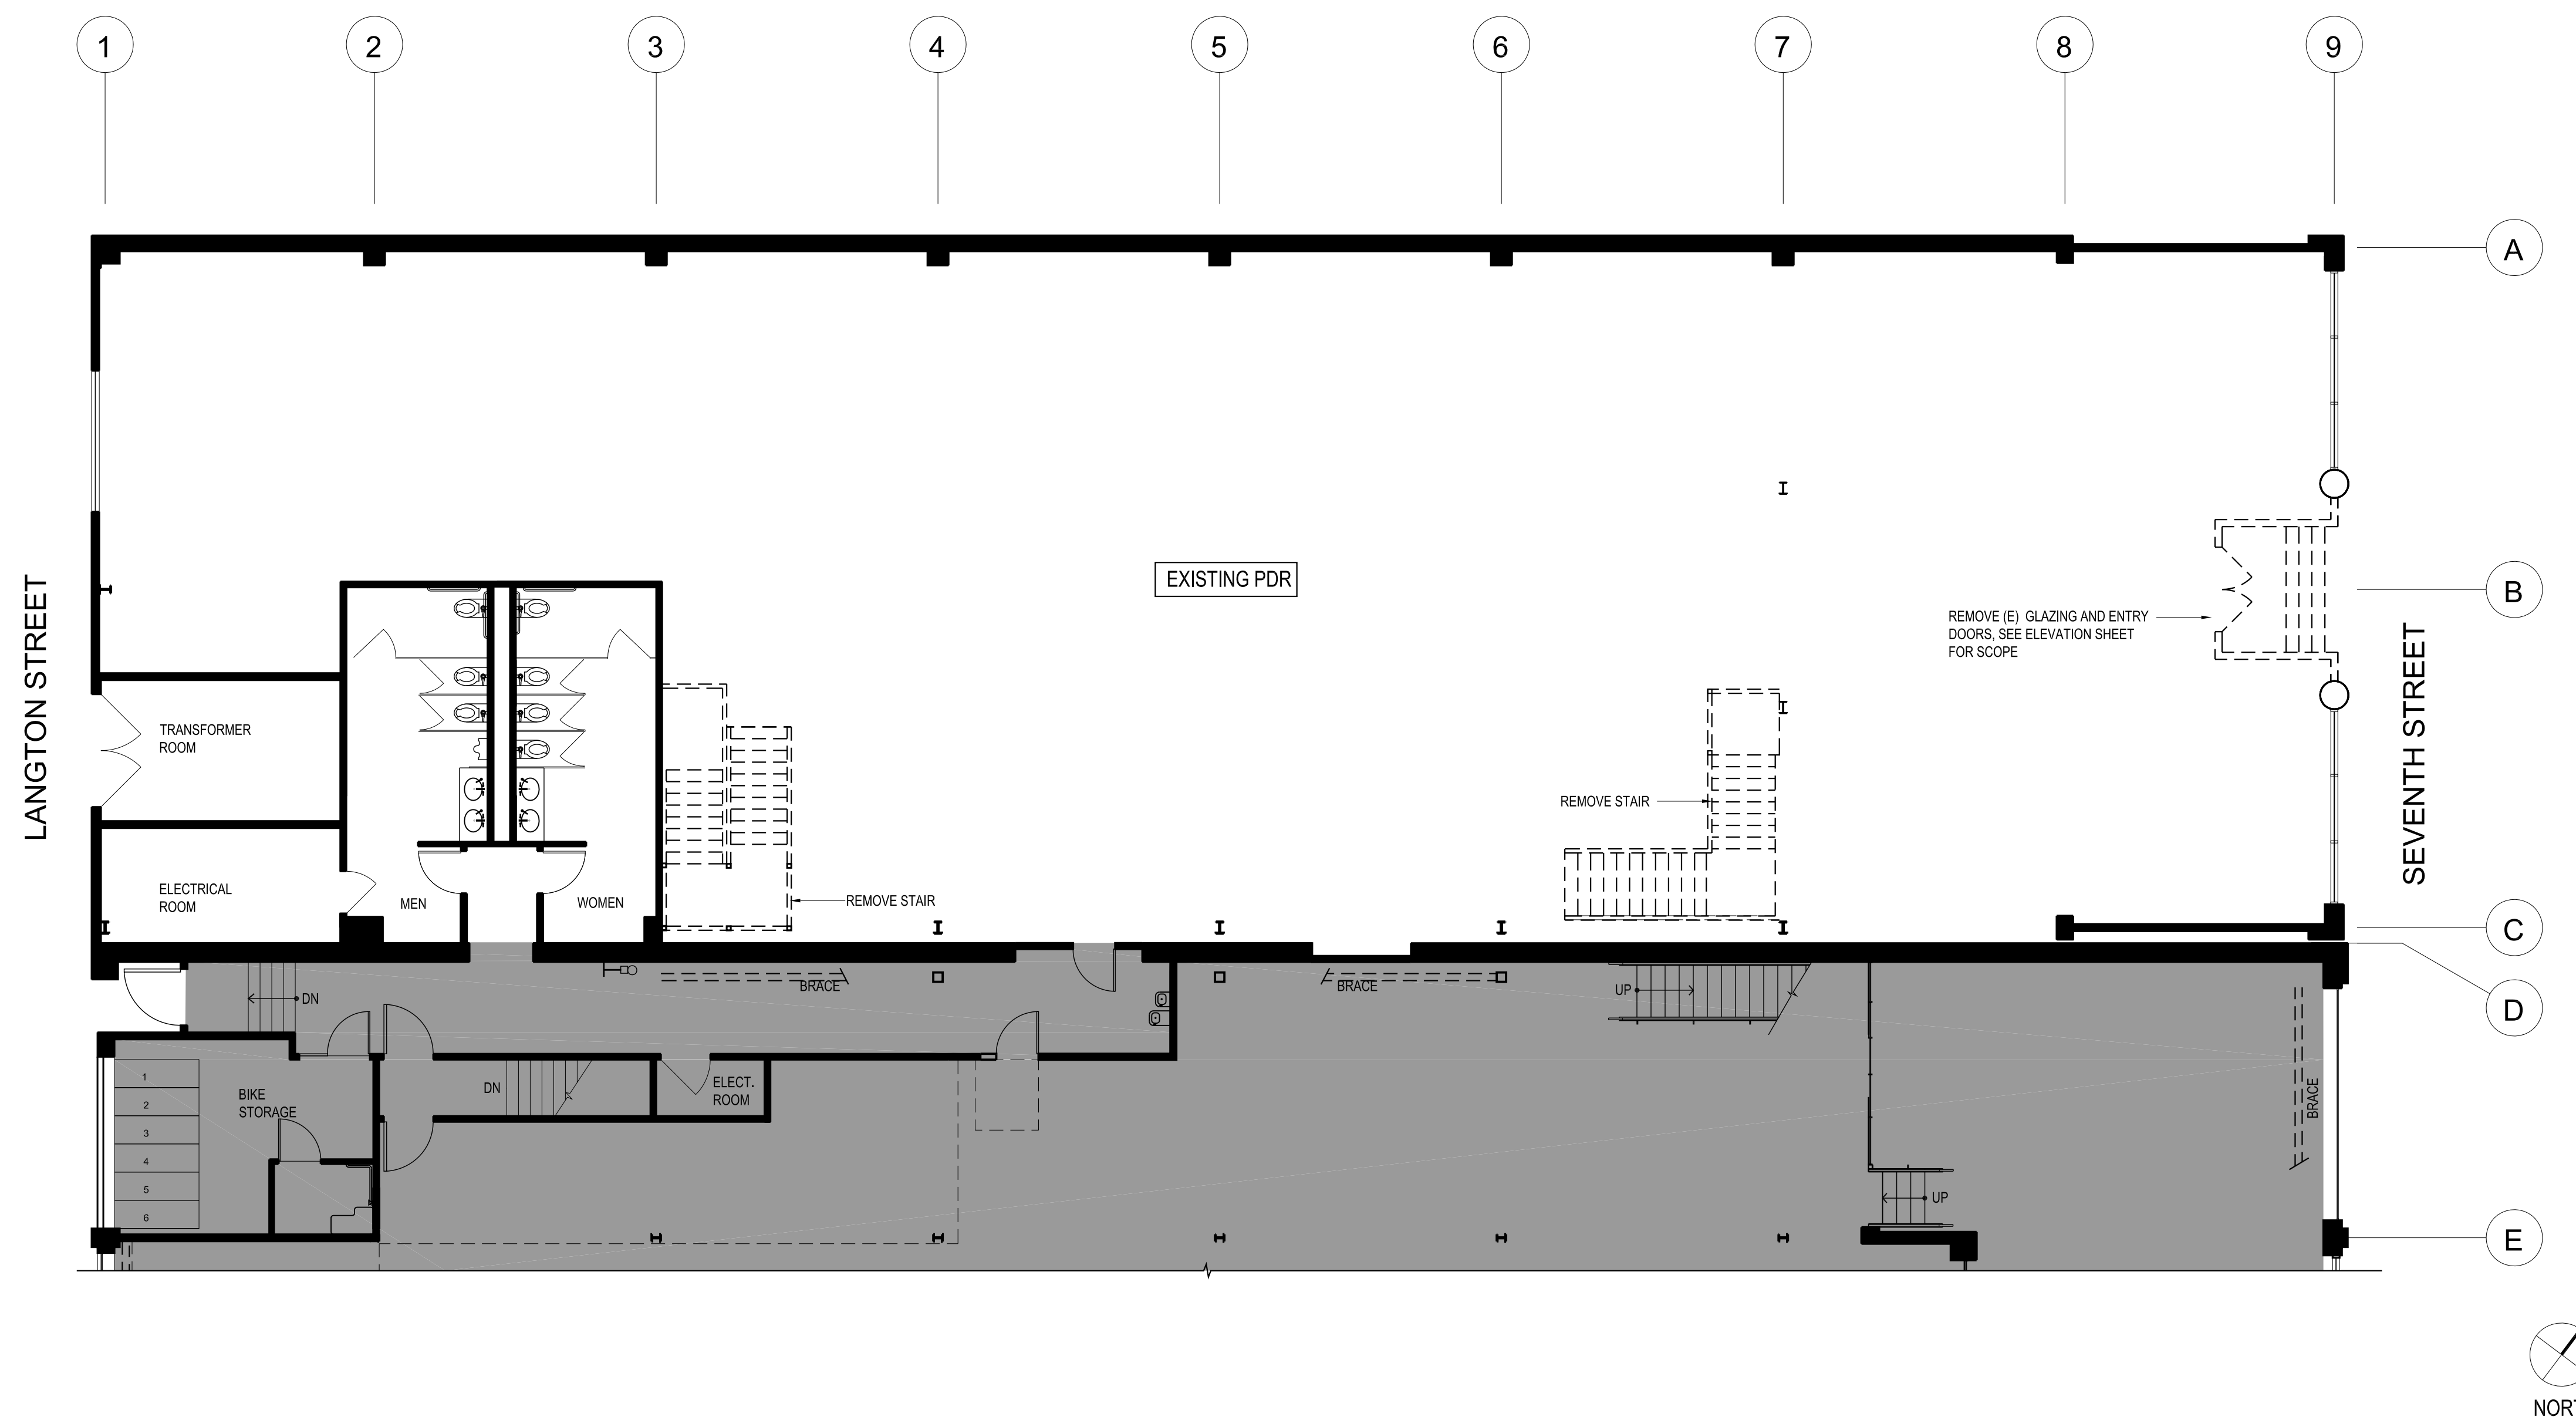 1 2 3 4 5 6 7 8 9
A
EXISTING PDR
B
REMOVE (E) GLAZING AND ENTRY
DOORS, SEE ELEVATION SHEET
FOR SCOPE
LANGTON STREET
SEVENTH STREET
TRANSFORMER
ROOM
REMOVE STAIR
ELECTRICAL
ROOM
MEN
WOMEN
REMOVE STAIR
C
BRACE
BRACE
UP
DN
D
BIKE
STORAGE
DN
ELECT.
ROOM
BRACE
1
2
3
4
5
6
UP
E
NORT